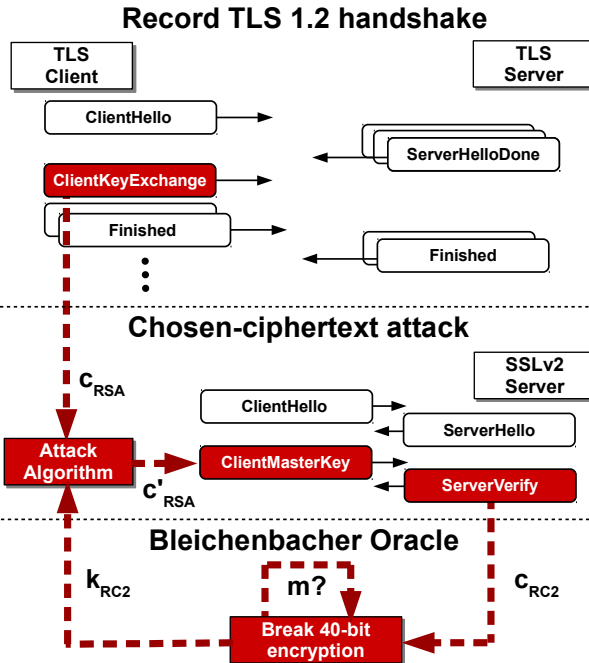 Record TLS 1.2 handshake
TLS
Client
TLS
Server
ClientHello
ServerHelloDone
ClientKeyExchange
Finished
Finished
Chosen-ciphertext attack
cRSA
SSLv2
Server
ClientHello
ServerHello
Attack
Algorithm
c'RSA
ClientMasterKey
ServerVerify
Bleichenbacher Oracle
kRC2
m?
cRC2
Break 40-bit
encryption